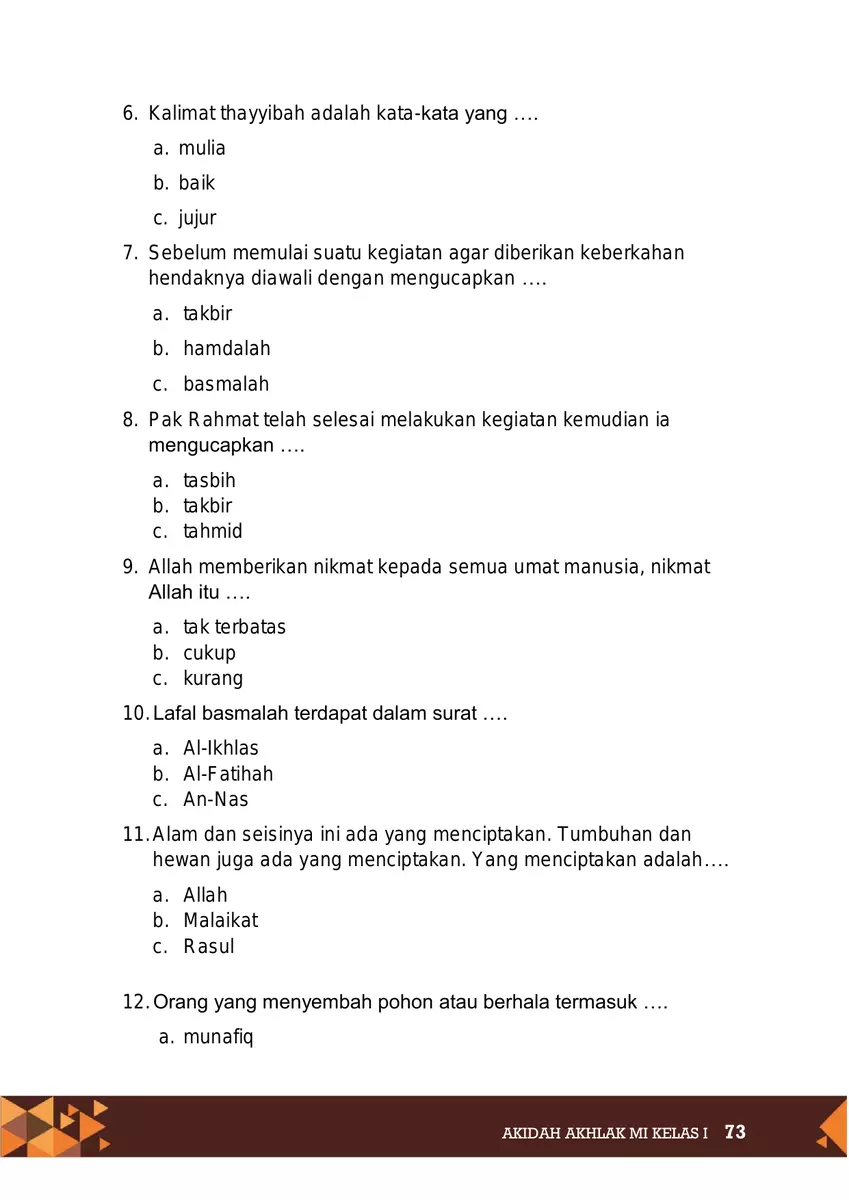 6. Kalimat thayyibah adalah kata-kata yang ….
a. mulia
b. baik
c. jujur
7. Sebelum memulai suatu kegiatan agar diberikan keberkahan
hendaknya diawali dengan mengucapkan ….
a. takbir
b. hamdalah
c. basmalah
8. Pak Rahmat telah selesai melakukan kegiatan kemudian ia
mengucapkan ….
a. tasbih
b. takbir
c. tahmid
9. Allah memberikan nikmat kepada semua umat manusia, nikmat
Allah itu ….
a. tak terbatas
b. cukup
c. kurang
10. Lafal basmalah terdapat dalam surat ….
a. Al-Ikhlas
b. Al-Fatihah
c. An-Nas
11. Alam dan seisinya ini ada yang menciptakan. Tumbuhan dan
hewan juga ada yang menciptakan. Yang menciptakan adalah….
a. Allah
b. Malaikat
c. Rasul
12. Orang yang menyembah pohon atau berhala termasuk ….
a. munafiq
AKIDAH AKHLAK MI KELAS I 73